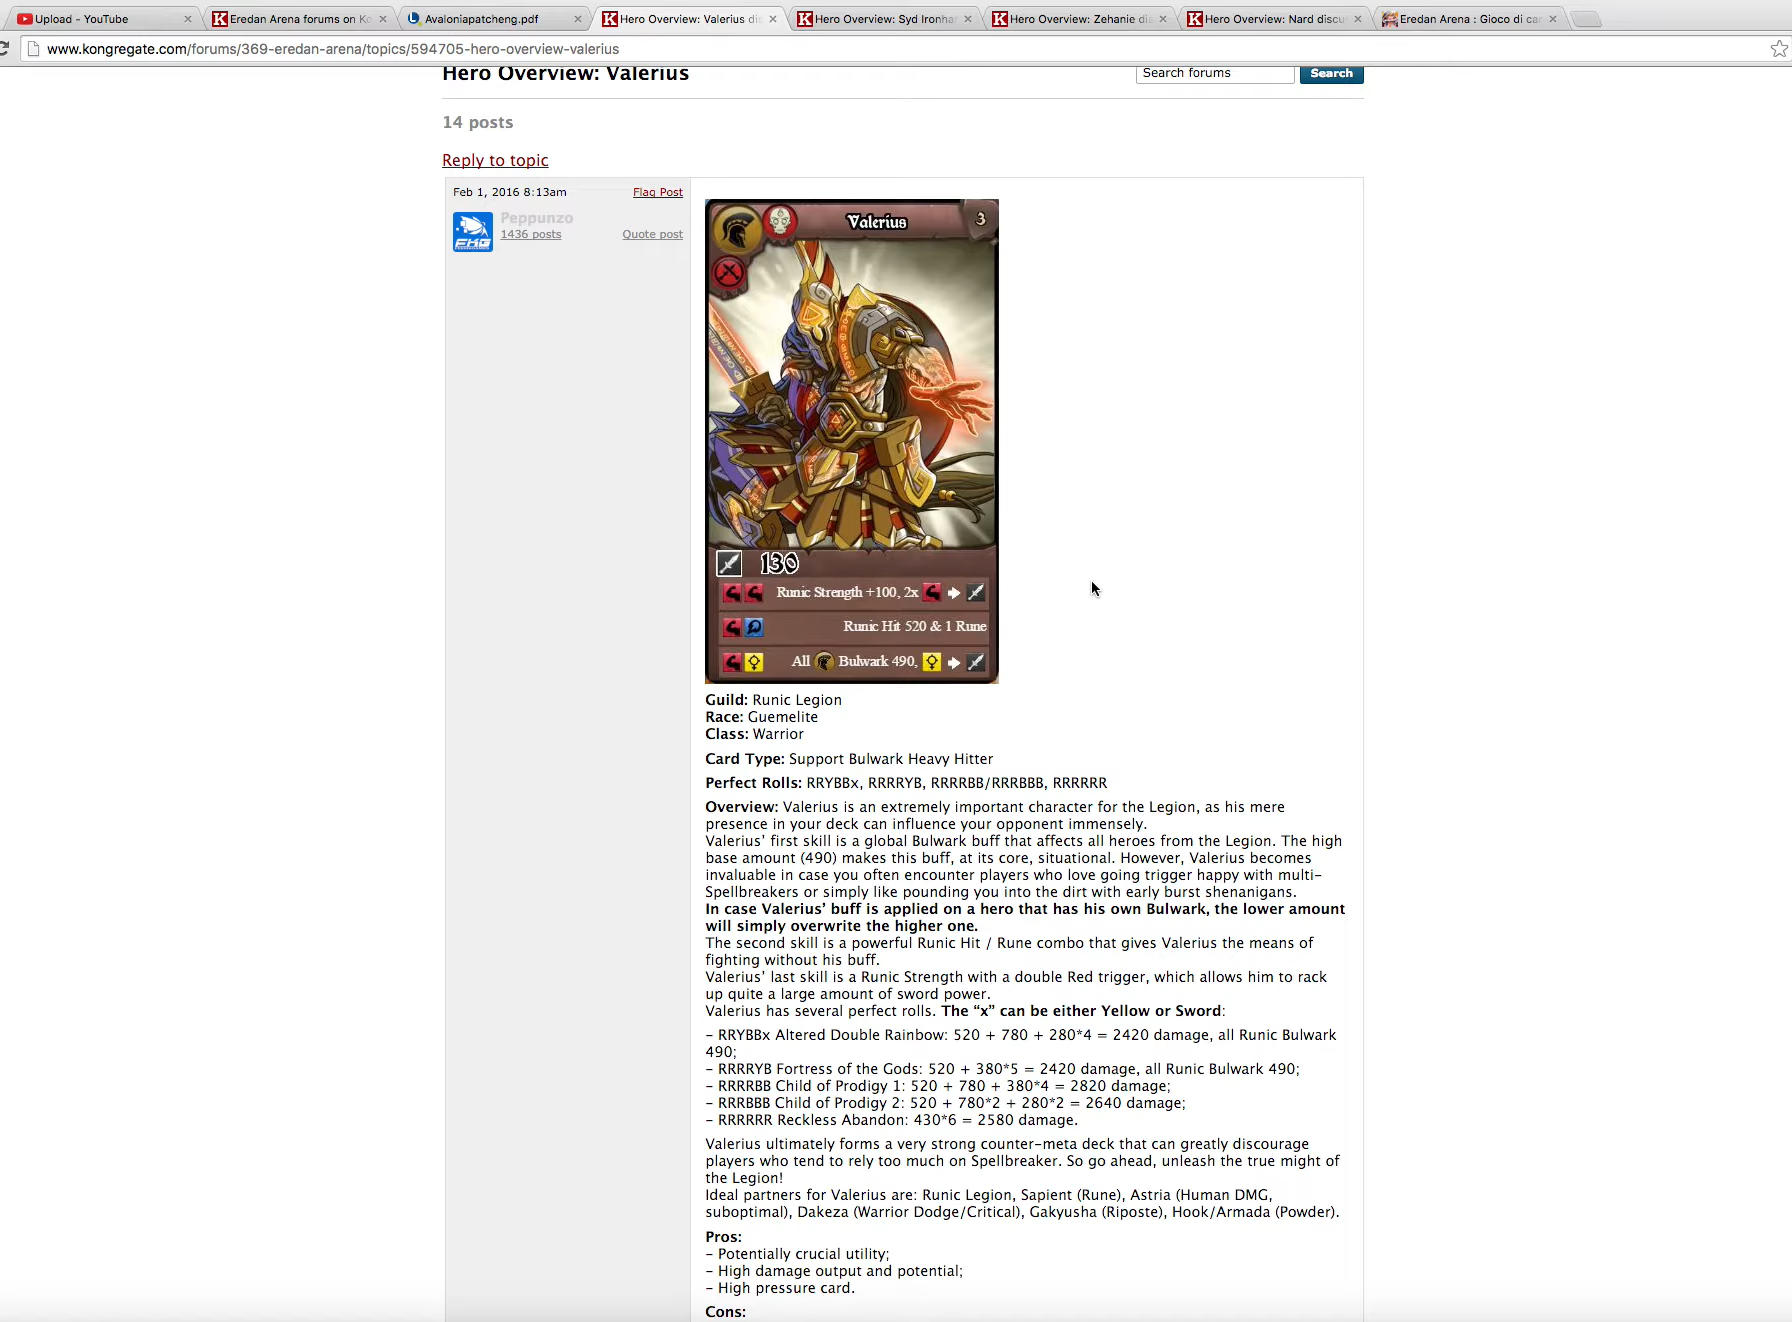 Upload - YouTube
Eredan Arena forums on Ko
Avaloniapatcheng.pdf
Hero Overview: Valerius dis
Hero Overview: Syd Ironha
Hero Overview: Zehanie dis
Hero Overview: Nard discu
Eredan Arena : Gioco di ca
www.kongregate.com/forums/369-eredan-arena/topics/594705-hero-overview-valerius
Hero Overview: Valerius
Search forums
Search
14 posts
Reply to topic
Feb 1, 2016 8:13am
Flag Post
Peppunzo
1436 posts
Quote post
FKG
Valerius
3
130
Runic Strength +100, 2x
Runic Hit 520 & 1 Rune
All Bulwark 490,
Guild: Runic Legion
Race: Guemelite
Class: Warrior
Card Type: Support Bulwark Heavy Hitter
Perfect Rolls: RRYBBx, RRRRYB, RRRRBB/RRRBBB, RRRRRR
Overview: Valerius is an extremely important character for the Legion, as his mere
presence in your deck can influence your opponent immensely.
Valerius' first skill is a global Bulwark buff that affects all heroes from the Legion. The high
base amount (490) makes this buff, at its core, situational. However, Valerius becomes
invaluable in case you often encounter players who love going trigger happy with multi-
Spellbreakers or simply like pounding you into the dirt with early burst shenanigans.
In case Valerius' buff is applied on a hero that has his own Bulwark, the lower amount
will simply overwrite the higher one.
The second skill is a powerful Runic Hit / Rune combo that gives Valerius the means of
fighting without his buff.
Valerius' last skill is a Runic Strength with a double Red trigger, which allows him to rack
up quite a large amount of sword power.
Valerius has several perfect rolls. The "x" can be either Yellow or Sword:
- RRYBBx Altered Double Rainbow: 520 + 780 + 280*4 = 2420 damage, all Runic Bulwark
490;
- RRRRYB Fortress of the Gods: 520 + 380*5 = 2420 damage, all Runic Bulwark 490;
- RRRRBB Child of Prodigy 1: 520 + 780 + 380*4 = 2820 damage;
- RRRBBB Child of Prodigy 2: 520 + 780*2 + 280*2 = 2640 damage;
- RRRRRR Reckless Abandon: 430*6 = 2580 damage.
Valerius ultimately forms a very strong counter-meta deck that can greatly discourage
players who tend to rely too much on Spellbreaker. So go ahead, unleash the true might of
the Legion!
Ideal partners for Valerius are: Runic Legion, Sapient (Rune), Astria (Human DMG,
suboptimal), Dakeza (Warrior Dodge/Critical), Gakyusha (Riposte), Hook/Armada (Powder).
Pros:
- Potentially crucial utility;
- High damage output and potential;
- High pressure card.
Cons: